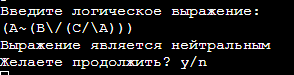 Введите логическое выражение:
(A~(B\/(C/\A)))
Выражение является нейтральным
Желаете продолжить? y/n